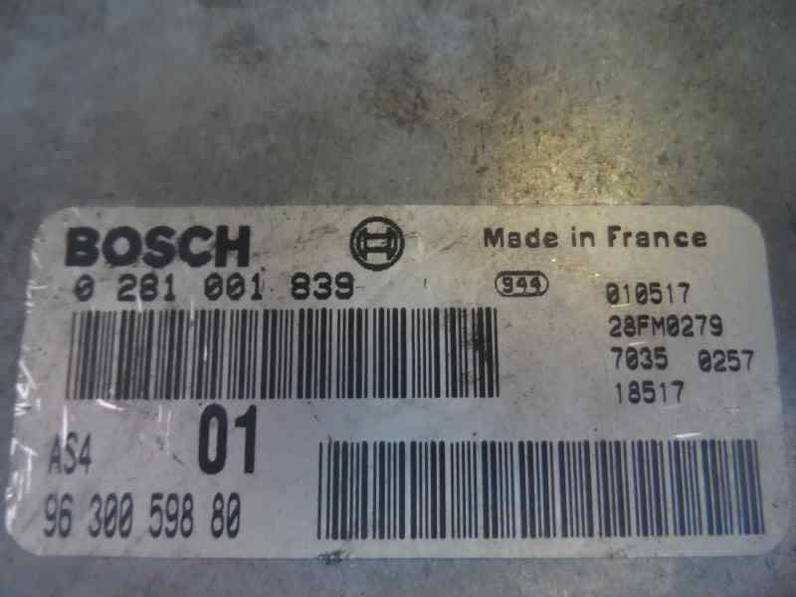 BOSCH
Made in France
0 281 001 839
944
010517
28FM0279
7035 0257
18517
AS4 01
96 300 598 80